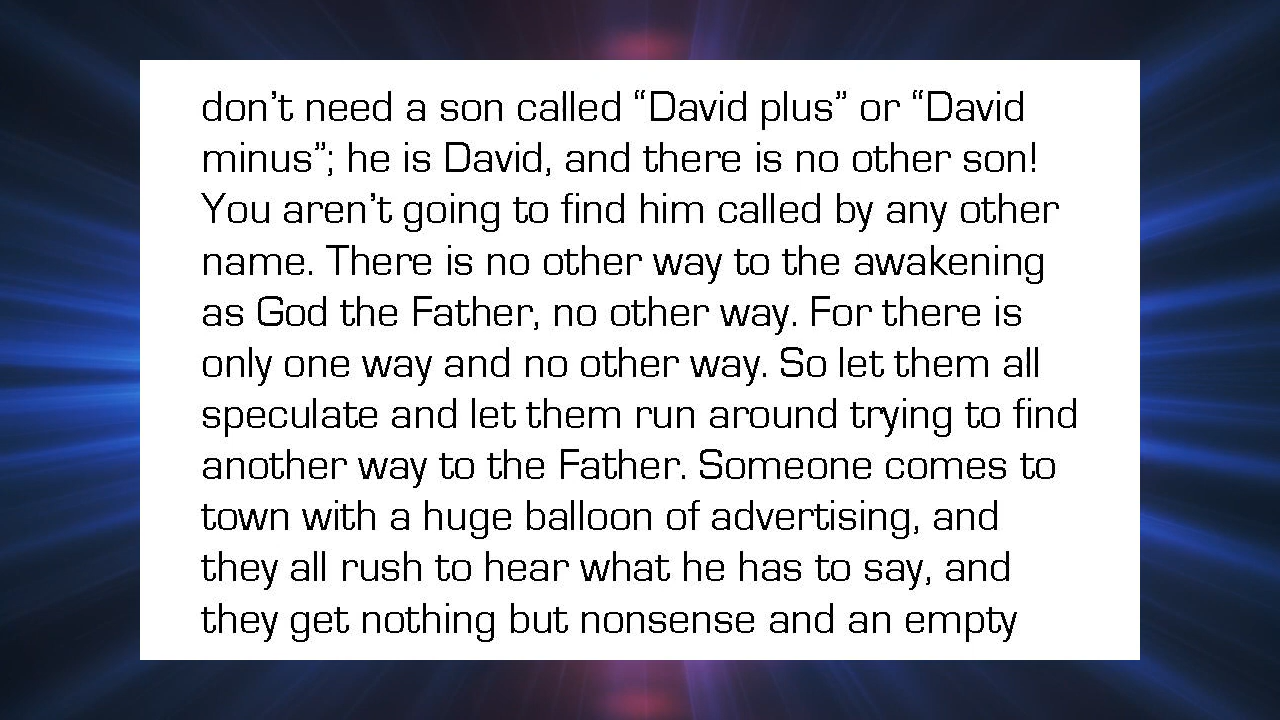 don’t need a son called “David plus” or “David
minus”; he is David, and there is no other son!
You aren’t going to find him called by any other
name. There is no other way to the awakening
as God the Father, no other way. For there is
only one way and no other way. So let them all
speculate and let them run around trying to find
another way to the Father. Someone comes to
town with a huge balloon of advertising, and
they all rush to hear what he has to say, and
they get nothing but nonsense and an empty